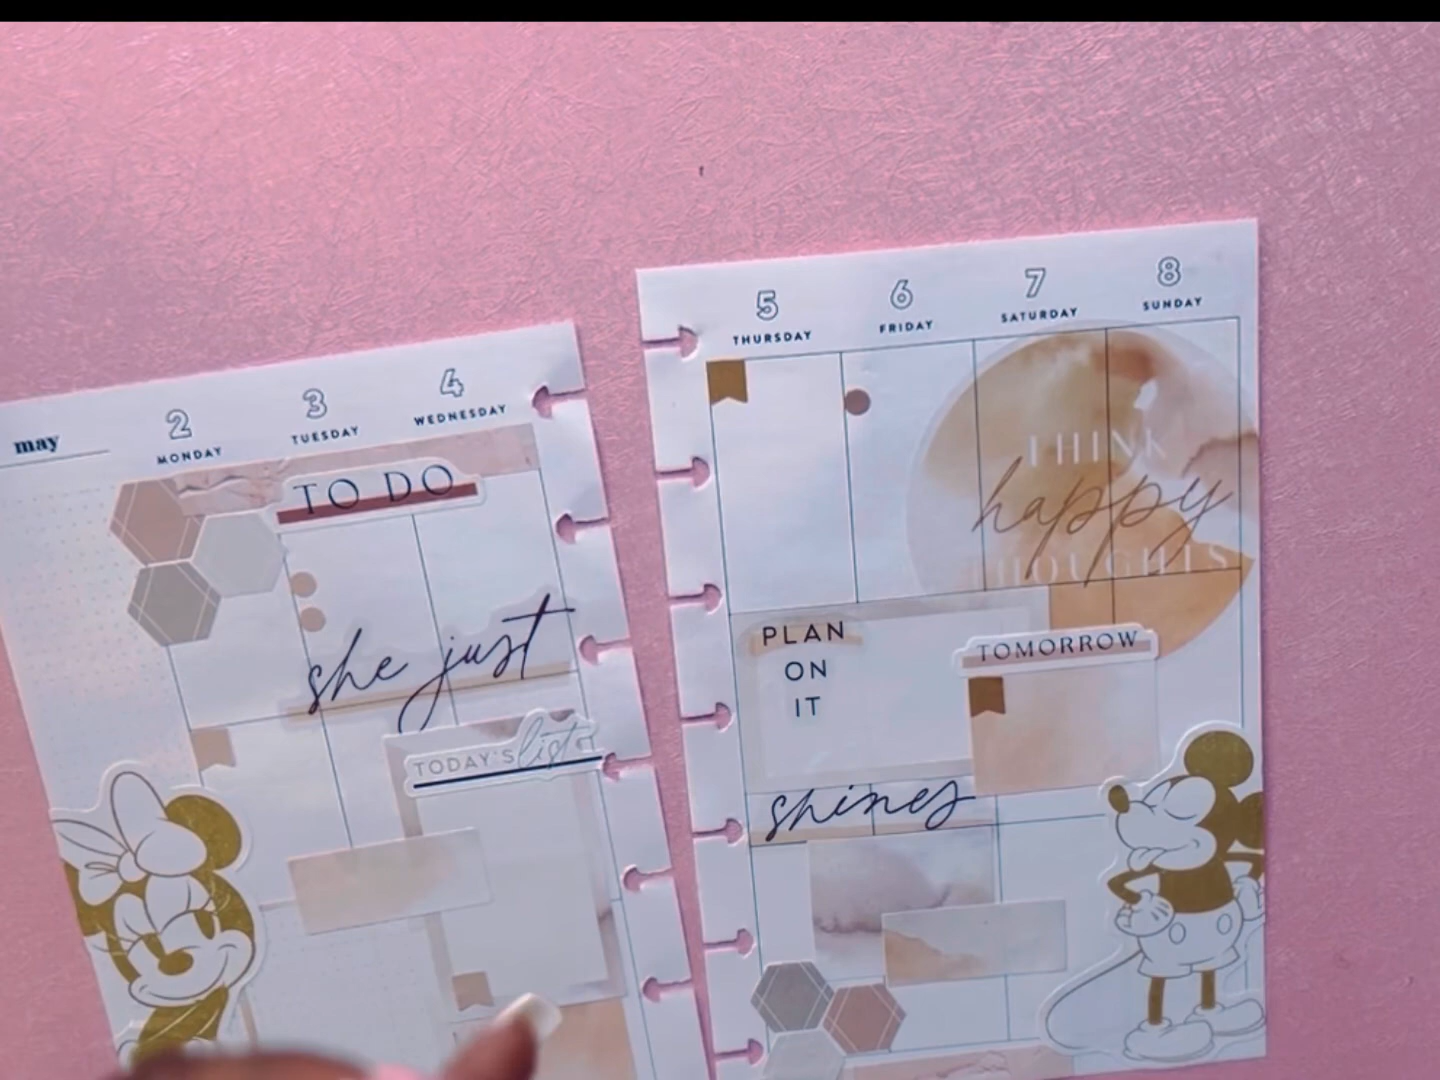 may
2
MONDAY
3
TUESDAY
4
WEDNESDAY
TO DO
she just
TODAY'S list
5
THURSDAY
6
FRIDAY
7
SATURDAY
8
SUNDAY
THINK
happy
THOUGHTS
PLAN
ON
IT
TOMORROW
shines